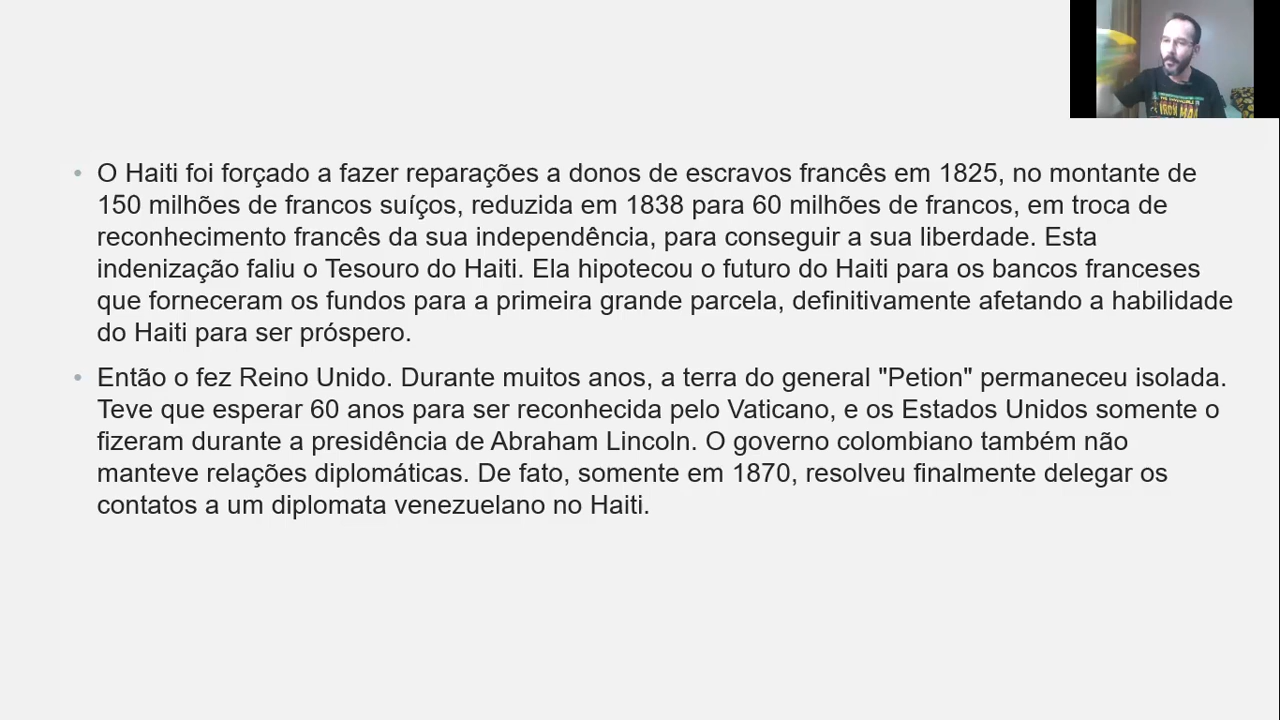 O Haiti foi forçado a fazer reparações a donos de escravos francês em 1825, no montante de
150 milhões de francos suíços, reduzida em 1838 para 60 milhões de francos, em troca de
reconhecimento francês da sua independência, para conseguir a sua liberdade. Esta
indenização faliu o Tesouro do Haiti. Ela hipotecou o futuro do Haiti para os bancos franceses
que forneceram os fundos para a primeira grande parcela, definitivamente afetando a habilidade
do Haiti para ser próspero.
Então o fez Reino Unido. Durante muitos anos, a terra do general "Petion" permaneceu isolada.
Teve que esperar 60 anos para ser reconhecida pelo Vaticano, e os Estados Unidos somente o
fizeram durante a presidência de Abraham Lincoln. O governo colombiano também não
manteve relações diplomáticas. De fato, somente em 1870, resolveu finalmente delegar os
contatos a um diplomata venezuelano no Haiti.
IRON MAN